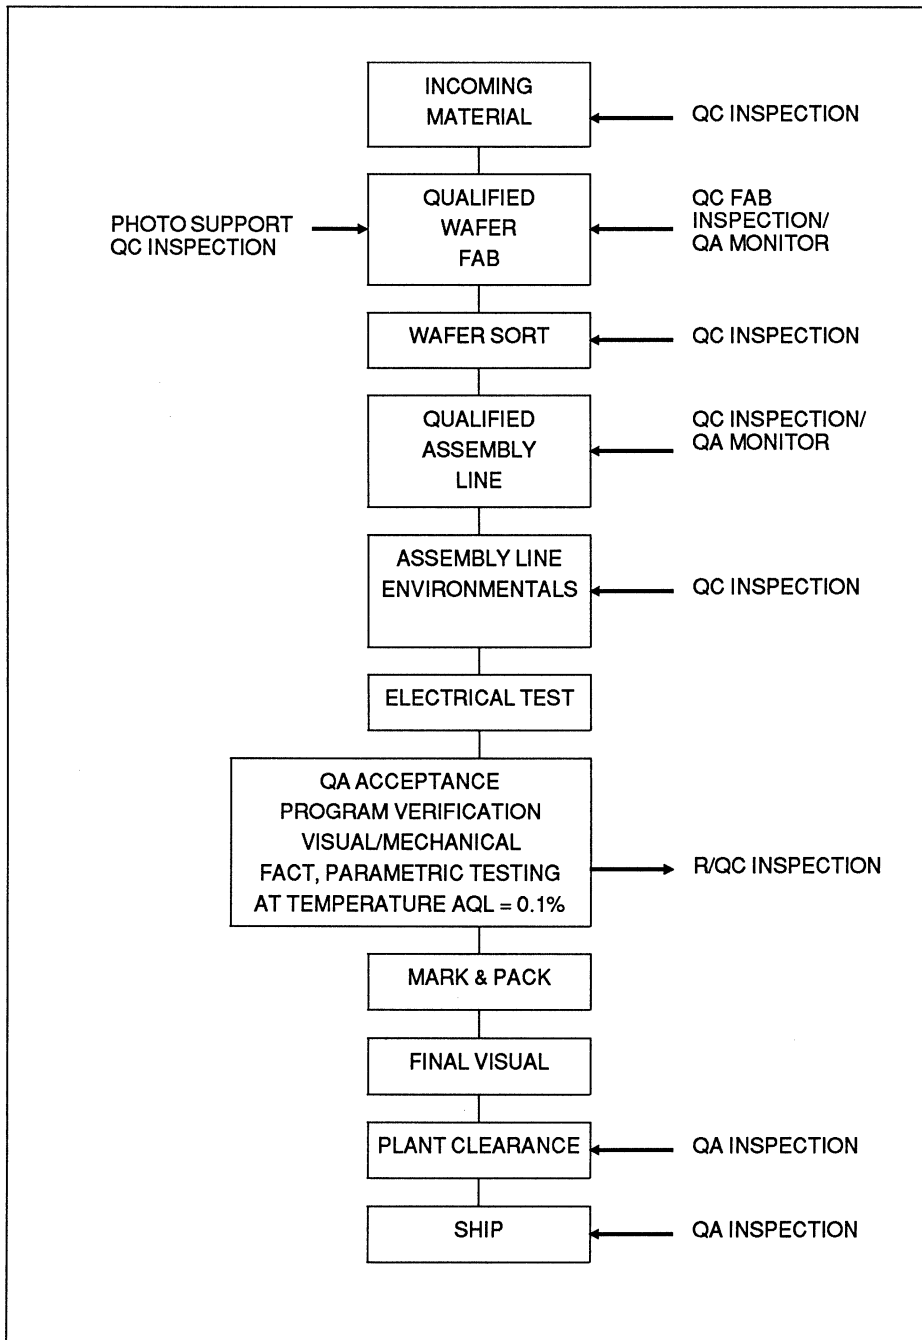 INCOMING
MATERIAL
QC INSPECTION
PHOTO SUPPORT
QC INSPECTION
QUALIFIED
WAFER
FAB
QC FAB
INSPECTION/
QA MONITOR
WAFER SORT
QC INSPECTION
QUALIFIED
ASSEMBLY
LINE
QC INSPECTION/
QA MONITOR
ASSEMBLY LINE
ENVIRONMENTALS
QC INSPECTION
ELECTRICAL TEST
QA ACCEPTANCE
PROGRAM VERIFICATION
VISUAL/MECHANICAL
FACT, PARAMETRIC TESTING
AT TEMPERATURE AQL = 0.1%
R/QC INSPECTION
MARK & PACK
FINAL VISUAL
PLANT CLEARANCE
QA INSPECTION
SHIP
QA INSPECTION